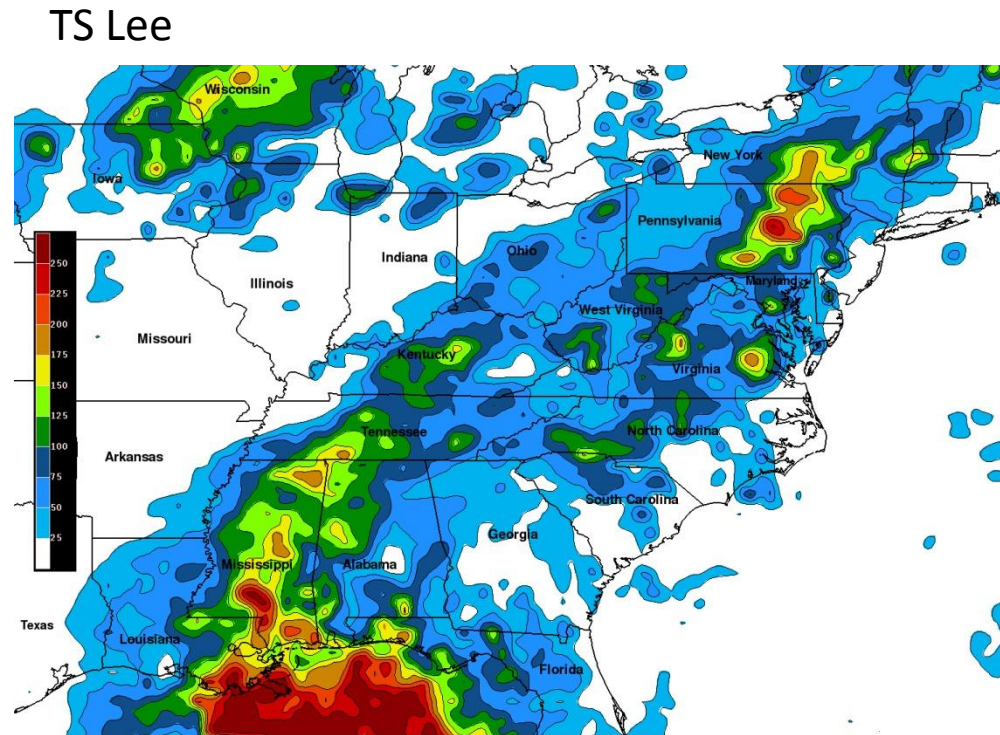 TS Lee
Wisconsin
Iowa
New York
Pennsylvania
Ohio
Indiana
Illinois
Maryland
West Virginia
Missouri
Kentucky
Virginia
Tennessee
North Carolina
Arkansas
South Carolina
Georgia
Mississippi
Alabama
Texas
Louisiana
Florida
250
225
200
175
150
125
100
75
50
25